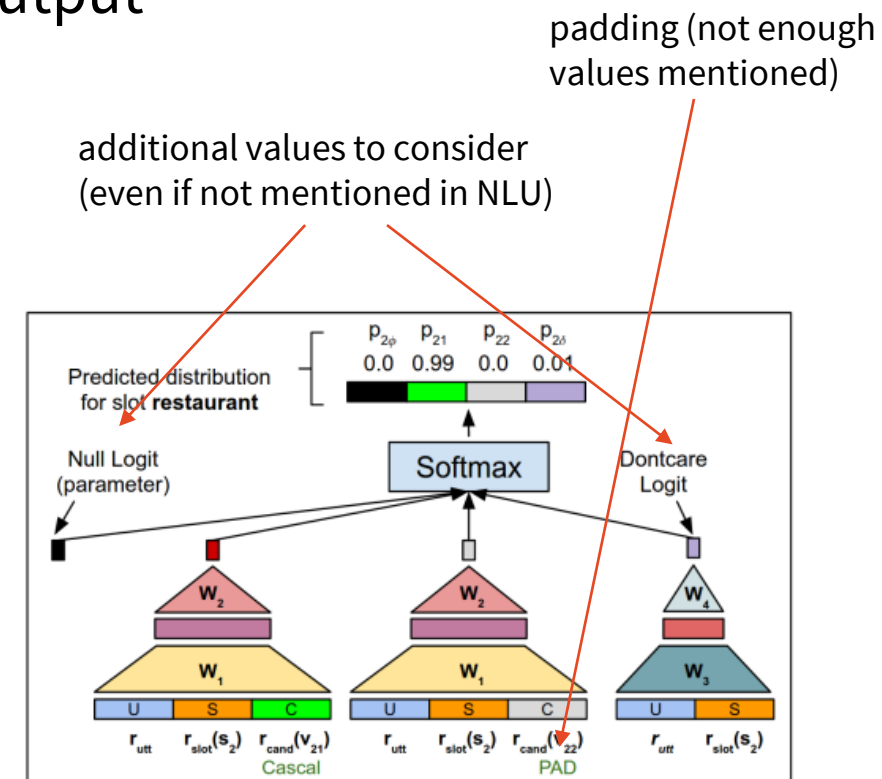 utput
padding (not enough
values mentioned)
additional values to consider
(even if not mentioned in NLU)
p2ϕ p21 p22 p2δ
0.0 0.99 0.0 0.01
Predicted distribution
for slot restaurant
Null Logit
(parameter)
Softmax
Dontcare
Logit
W2 W2 W4
W1 W1 W3
U S C U S C U S
rutt rslot(s2) rcand(v21) rutt rslot(s2) rcand(v22) rutt rslot(s2)
Cascal PAD